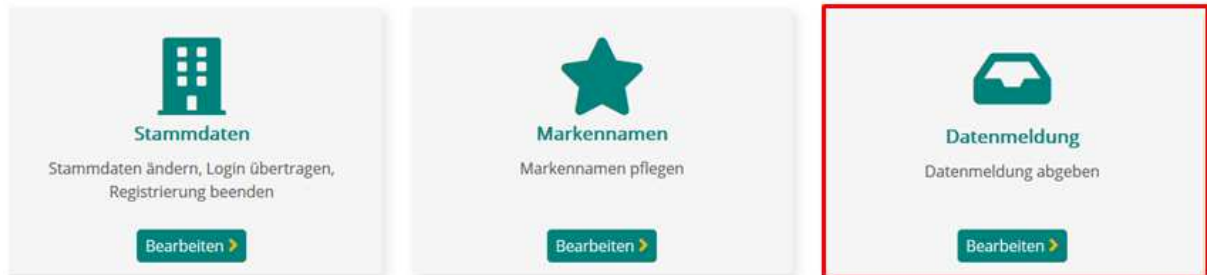 Stammdaten
Stammdaten ändern, Login übertragen,
Registrierung beenden
Bearbeiten
Markennamen
Markennamen pflegen
Bearbeiten
Datenmeldung
Datenmeldung abgeben
Bearbeiten